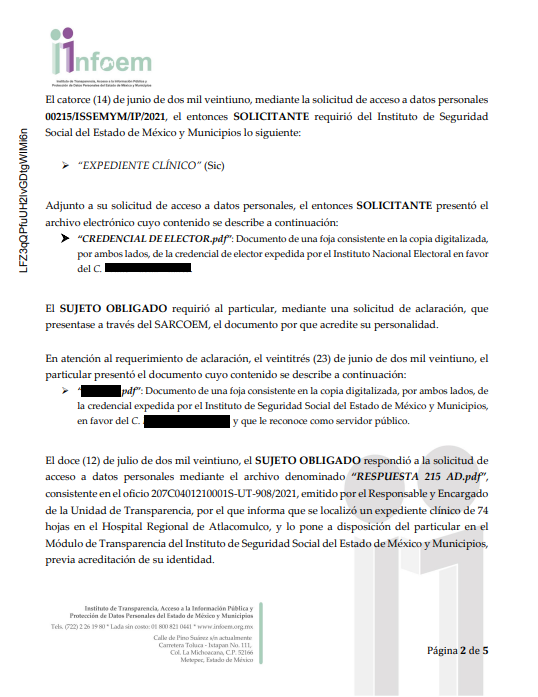 infoem
Instituto de Transparencia, Acceso a la Información Pública y
Protección de Datos Personales del Estado de México y Municipios
LFZ3qQPfuUH2IvGDtgWlMi6n
El catorce (14) de junio de dos mil veintiuno, mediante la solicitud de acceso a datos personales
00215/ISSEMYM/IP/2021, el entonces SOLICITANTE requirió del Instituto de Seguridad
Social del Estado de México y Municipios lo siguiente:
➢ “EXPEDIENTE CLÍNICO” (Sic)
Adjunto a su solicitud de acceso a datos personales, el entonces SOLICITANTE presentó el
archivo electrónico cuyo contenido se describe a continuación:
➢ “CREDENCIAL DE ELECTOR.pdf”: Documento de una foja consistente en la copia digitalizada,
por ambos lados, de la credencial de elector expedida por el Instituto Nacional Electoral en favor
del C.
El SUJETO OBLIGADO requirió al particular, mediante una solicitud de aclaración, que
presentase a través del SARCOEM, el documento por que acredite su personalidad.
En atención al requerimiento de aclaración, el veintitrés (23) de junio de dos mil veintiuno, el
particular presentó el documento cuyo contenido se describe a continuación:
➢ “ pdf”: Documento de una foja consistente en la copia digitalizada, por ambos lados, de
la credencial expedida por el Instituto de Seguridad Social del Estado de México y Municipios,
en favor del C. y que le reconoce como servidor público.
El doce (12) de julio de dos mil veintiuno, el SUJETO OBLIGADO respondió a la solicitud de
acceso a datos personales mediante el archivo denominado “RESPUESTA 215 AD.pdf”,
consistente en el oficio 207C0401210001S-UT-908/2021, emitido por el Responsable y Encargado
de la Unidad de Transparencia, por el que informa que se localizó un expediente clínico de 74
hojas en el Hospital Regional de Atlacomulco, y lo pone a disposición del particular en el
Módulo de Transparencia del Instituto de Seguridad Social del Estado de México y Municipios,
previa acreditación de su identidad.
Instituto de Transparencia, Acceso a la Información Pública y
Protección de Datos Personales del Estado de México y Municipios
Tels. (722) 2 26 19 80 * Lada sin costo: 01 800 821 0441 * www.infoem.org.mx
Calle de Pino Suárez s/n actualmente
Carretera Toluca - Ixtapan No. 111,
Col. La Michoacana, C.P. 52166
Metepec, Estado de México
Página 2 de 5